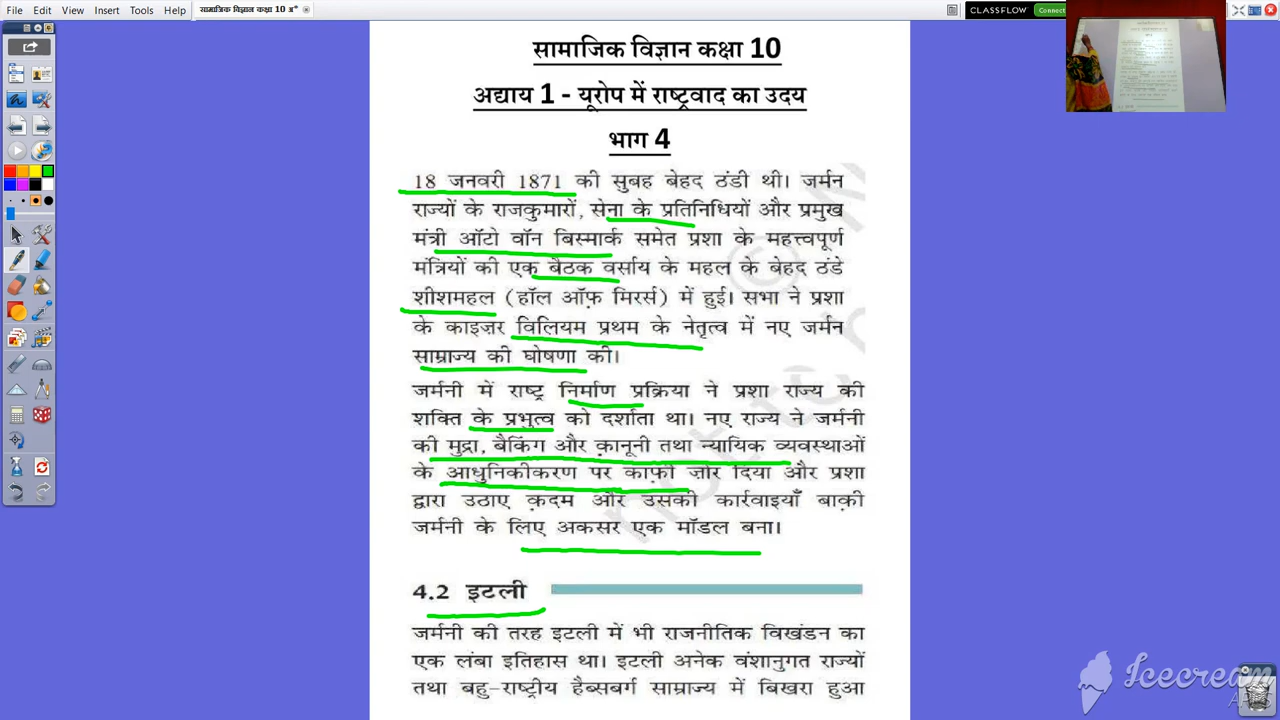 File Edit View Insert Tools Help सामाजिक विज्ञान कक्षा 10 अ* CLASSFLOW Connect
सामाजिक विज्ञान कक्षा 10
अद्याय 1 - यूरोप में राष्ट्रवाद का उदय
भाग 4
18 जनवरी 1871 की सुबह बेहद ठंडी थी। जर्मन
राज्यों के राजकुमारों, सेना के प्रतिनिधियों और प्रमुख
मंत्री ऑटो वॉन बिस्मार्क समेत प्रशा के महत्त्वपूर्ण
मंत्रियों की एक बैठक वर्साय के महल के बेहद ठंडे
शीशमहल (हॉल ऑफ़ मिरर्स) में हुई। सभा ने प्रशा
के काइज़र विलियम प्रथम के नेतृत्व में नए जर्मन
साम्राज्य की घोषणा की।
जर्मनी में राष्ट्र निर्माण प्रक्रिया ने प्रशा राज्य की
शक्ति के प्रभुत्व को दर्शाता था। नए राज्य ने जर्मनी
की मुद्रा, बैकिंग और क़ानूनी तथा न्यायिक व्यवस्थाओं
के आधुनिकीकरण पर काफ़ी ज़ोर दिया और प्रशा
द्वारा उठाए क़दम और उसकी कार्रवाइयाँ बाक़ी
जर्मनी के लिए अकसर एक मॉडल बना।
4.2 इटली
जर्मनी की तरह इटली में भी राजनीतिक विखंडन का
एक लंबा इतिहास था। इटली अनेक वंशानुगत राज्यों
तथा बहु-राष्ट्रीय हैब्सबर्ग साम्राज्य में बिखरा हुआ
Icecream
APPS